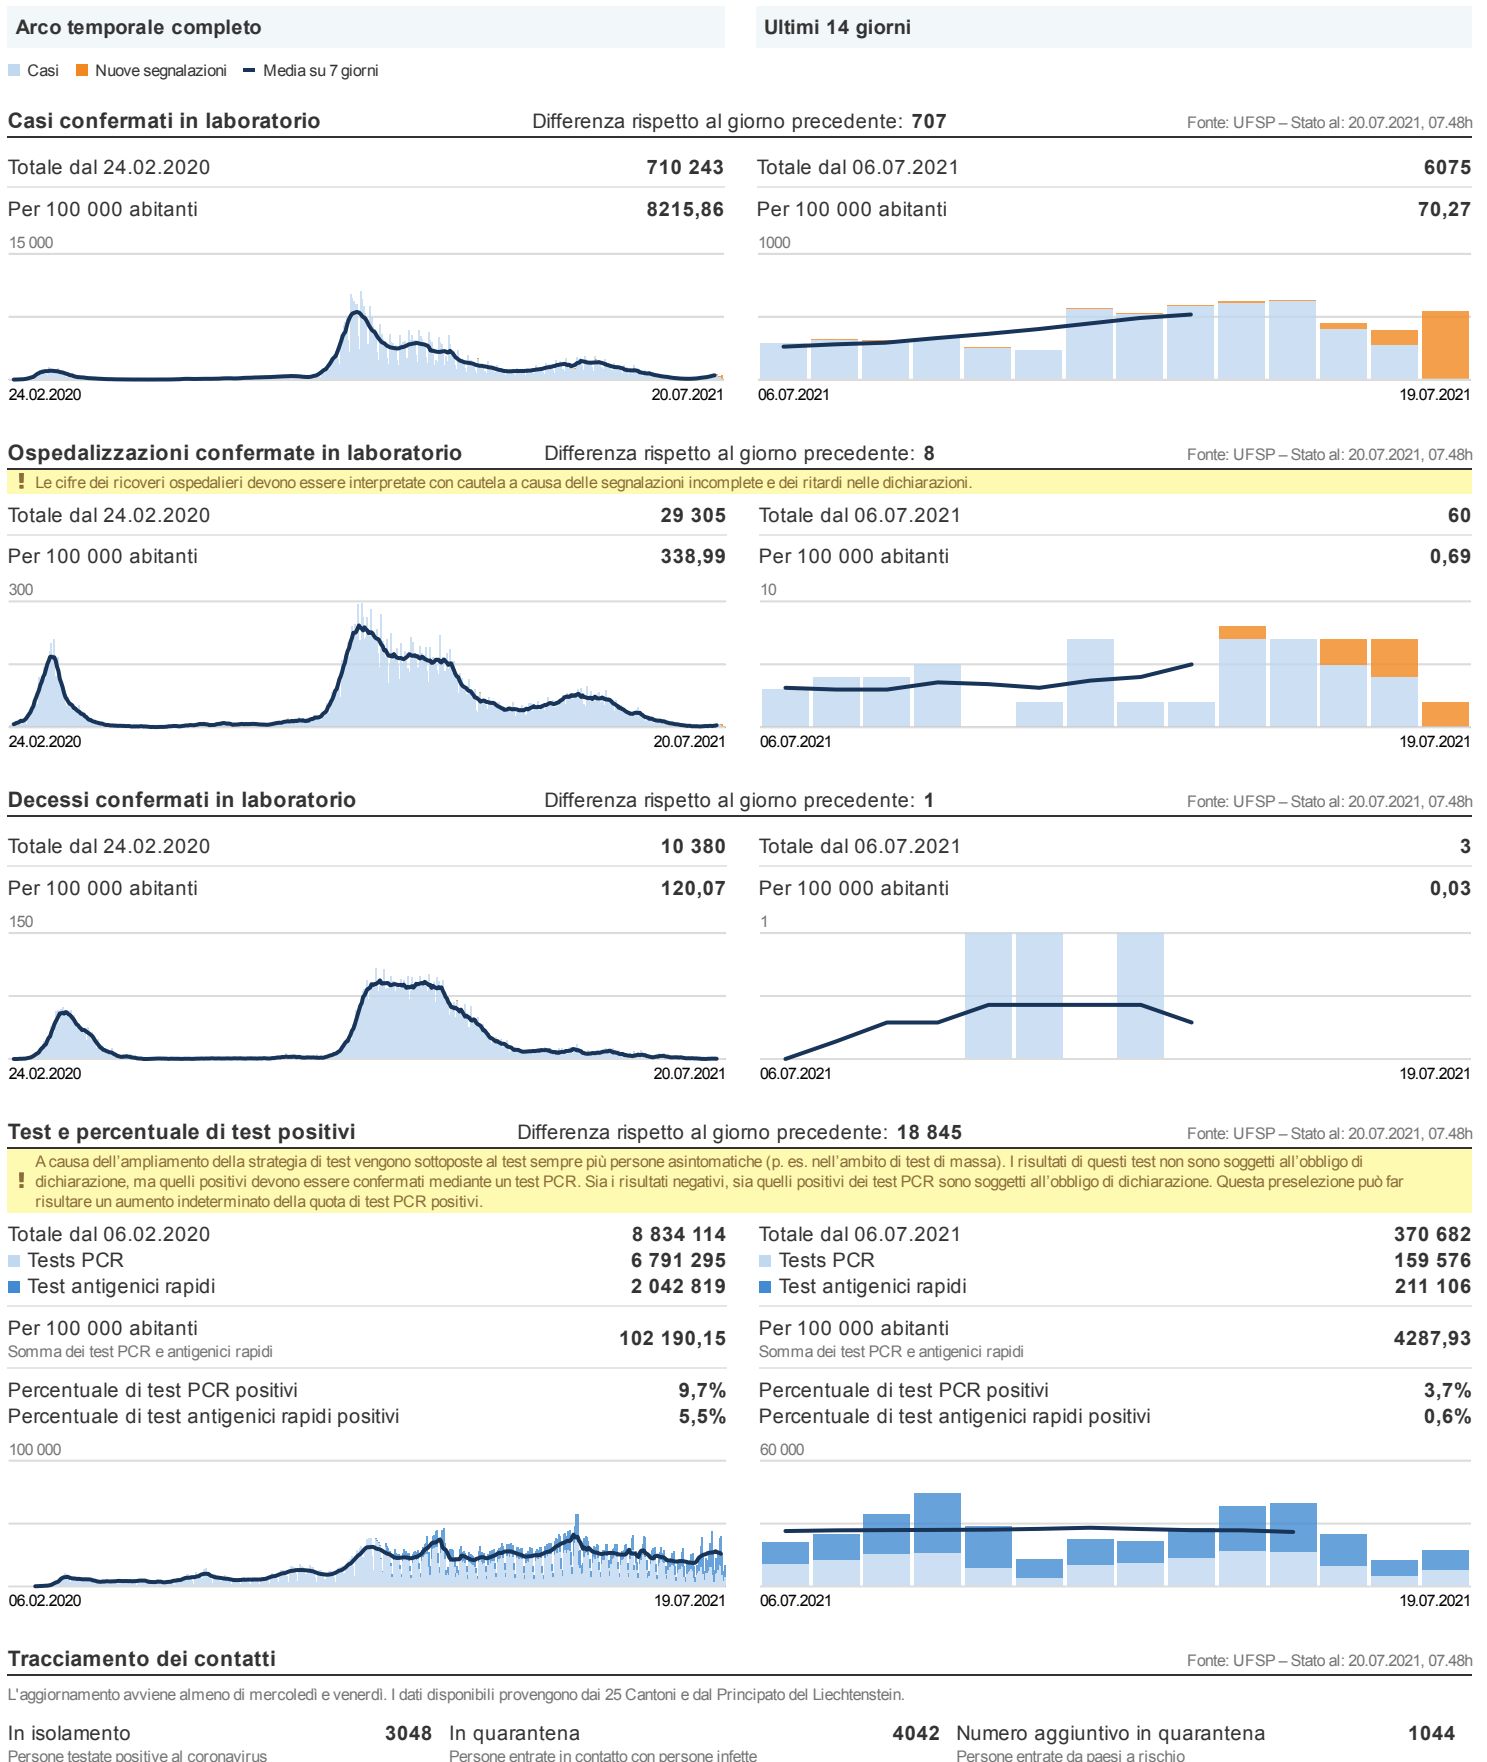 Arco temporale completo
Ultimi 14 giorni
Casi Nuove segnalazioni Media su 7 giorni
Casi confermati in laboratorio Differenza rispetto al giorno precedente: 707 Fonte: UFSP – Stato al: 20.07.2021, 07.48h
Totale dal 24.02.2020 710 243
Per 100 000 abitanti 8215,86
15 000
24.02.2020 20.07.2021
Totale dal 06.07.2021 6075
Per 100 000 abitanti 70,27
1000
06.07.2021 19.07.2021
Ospedalizzazioni confermate in laboratorio Differenza rispetto al giorno precedente: 8 Fonte: UFSP – Stato al: 20.07.2021, 07.48h
! Le cifre dei ricoveri ospedalieri devono essere interpretate con cautela a causa delle segnalazioni incomplete e dei ritardi nelle dichiarazioni.
Totale dal 24.02.2020 29 305
Per 100 000 abitanti 338,99
300
24.02.2020 20.07.2021
Totale dal 06.07.2021 60
Per 100 000 abitanti 0,69
10
06.07.2021 19.07.2021
Decessi confermati in laboratorio Differenza rispetto al giorno precedente: 1 Fonte: UFSP – Stato al: 20.07.2021, 07.48h
Totale dal 24.02.2020 10 380
Per 100 000 abitanti 120,07
150
24.02.2020 20.07.2021
Totale dal 06.07.2021 3
Per 100 000 abitanti 0,03
1
06.07.2021 19.07.2021
Test e percentuale di test positivi Differenza rispetto al giorno precedente: 18 845 Fonte: UFSP – Stato al: 20.07.2021, 07.48h
A causa dell'ampliamento della strategia di test vengono sottoposte al test sempre più persone asintomatiche (p. es. nell'ambito di test di massa). I risultati di questi test non sono soggetti all'obbligo di
! dichiarazione, ma quelli positivi devono essere confermati mediante un test PCR. Sia i risultati negativi, sia quelli positivi dei test PCR sono soggetti all'obbligo di dichiarazione. Questa preselezione può far
risultare un aumento indeterminato della quota di test PCR positivi.
Totale dal 06.02.2020 8 834 114
Tests PCR 6 791 295
Test antigenici rapidi 2 042 819
Per 100 000 abitanti 102 190,15
Somma dei test PCR e antigenici rapidi
Percentuale di test PCR positivi 9,7%
Percentuale di test antigenici rapidi positivi 5,5%
100 000
06.02.2020 19.07.2021
Totale dal 06.07.2021 370 682
Tests PCR 159 576
Test antigenici rapidi 211 106
Per 100 000 abitanti 4287,93
Somma dei test PCR e antigenici rapidi
Percentuale di test PCR positivi 3,7%
Percentuale di test antigenici rapidi positivi 0,6%
60 000
06.07.2021 19.07.2021
Tracciamento dei contatti Fonte: UFSP – Stato al: 20.07.2021, 07.48h
L'aggiornamento avviene almeno di mercoledì e venerdì. I dati disponibili provengono dai 25 Cantoni e dal Principato del Liechtenstein.
In isolamento 3048
Persone testate positive al coronavirus
In quarantena 4042
Persone entrate in contatto con persone infette
Numero aggiuntivo in quarantena 1044
Persone entrate da paesi a rischio